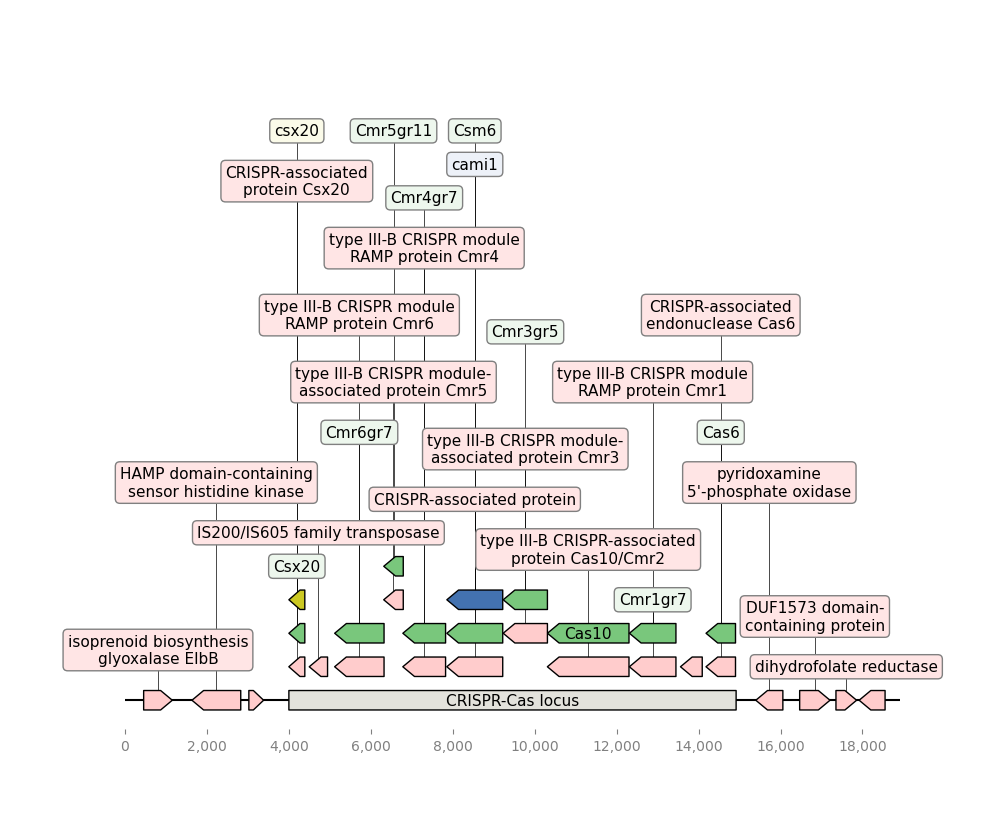 csx20
Cmr5gr11
Csm6
cami1
CRISPR-associated
protein Csx20
Cmr4gr7
type III-B CRISPR module
RAMP protein Cmr4
type III-B CRISPR module
RAMP protein Cmr6
CRISPR-associated
endonuclease Cas6
Cmr3gr5
type III-B CRISPR module-
associated protein Cmr5
type III-B CRISPR module
RAMP protein Cmr1
Cmr6gr7
Cas6
type III-B CRISPR module-
associated protein Cmr3
HAMP domain-containing
sensor histidine kinase
pyridoxamine
5'-phosphate oxidase
CRISPR-associated protein
IS200/IS605 family transposase
type III-B CRISPR-associated
protein Cas10/Cmr2
Csx20
Cmr1gr7
DUF1573 domain-
containing protein
Cas10
isoprenoid biosynthesis
glyoxalase ElbB
dihydrofolate reductase
CRISPR-Cas locus
0
2,000
4,000
6,000
8,000
10,000
12,000
14,000
16,000
18,000